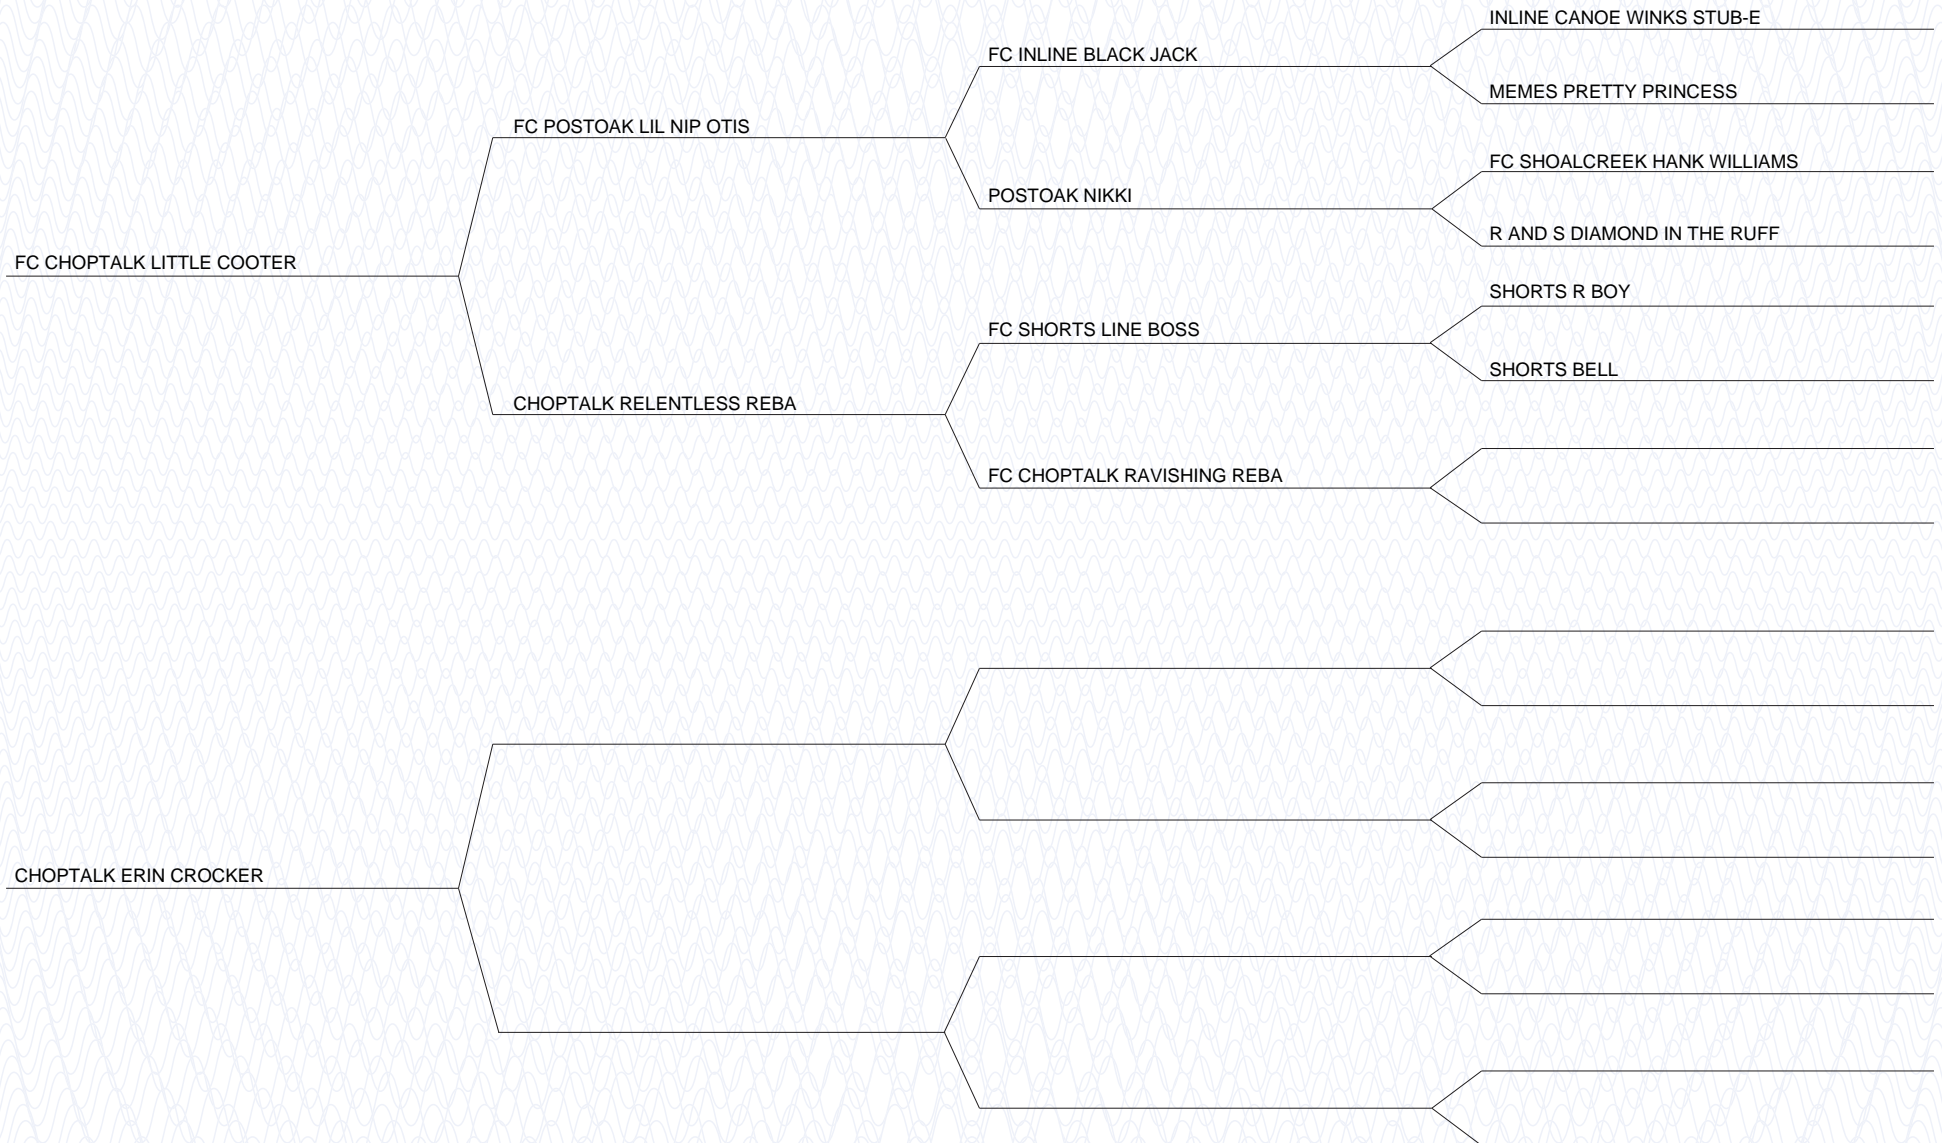 INLINE CANOE WINKS STUB-E
FC INLINE BLACK JACK
MEMES PRETTY PRINCESS
FC POSTOAK LIL NIP OTIS
FC SHOALCREEK HANK WILLIAMS
POSTOAK NIKKI
R AND S DIAMOND IN THE RUFF
FC CHOPTALK LITTLE COOTER
SHORTS R BOY
FC SHORTS LINE BOSS
SHORTS BELL
CHOPTALK RELENTLESS REBA
FC CHOPTALK RAVISHING REBA
CHOPTALK ERIN CROCKER